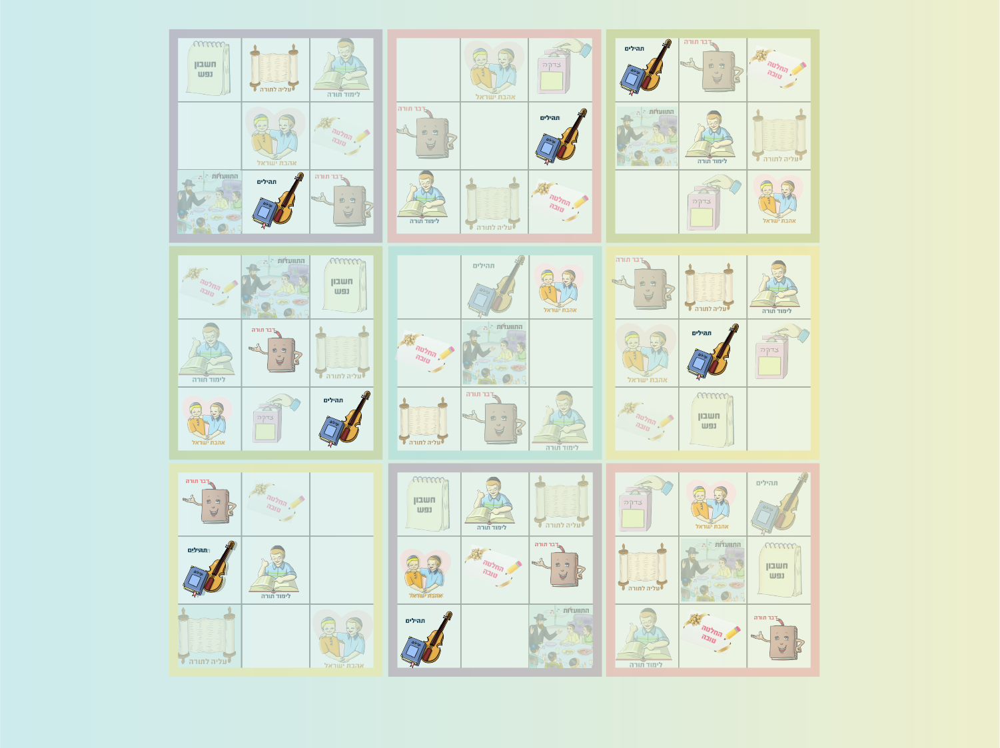 תהילים
דבר תורה
החלטה
טובה
התוועדות
לימוד תורה
עליה לתורה
צדקה
אהבת ישראל
אהבת ישראל
צדקה
דבר תורה
תהילים
לימוד תורה
עליה לתורה
החלטה
טובה
חשבון
נפש
עליה לתורה
לימוד תורה
אהבת ישראל
החלטה
טובה
התוועדות
תהילים
דבר תורה
דבר תורה
עליה לתורה
לימוד תורה
אהבת ישראל
תהילים
צדקה
החלטה
טובה
חשבון
נפש
תהילים
אהבת ישראל
החלטה
טובה
התוועדות
עליה לתורה
דבר תורה
לימוד תורה
החלטה
טובה
התוועדות
חשבון
נפש
לימוד תורה
דבר תורה
עליה לתורה
אהבת ישראל
צדקה
תהילים
צדקה
אהבת ישראל
תהילים
עליה לתורה
התוועדות
חשבון
נפש
לימוד תורה
החלטה
טובה
דבר תורה
חשבון
נפש
לימוד תורה
עליה לתורה
אהבת ישראל
החלטה
טובה
דבר תורה
תהילים
התוועדות
דבר תורה
החלטה
טובה
תהילים
לימוד תורה
עליה לתורה
אהבת ישראל